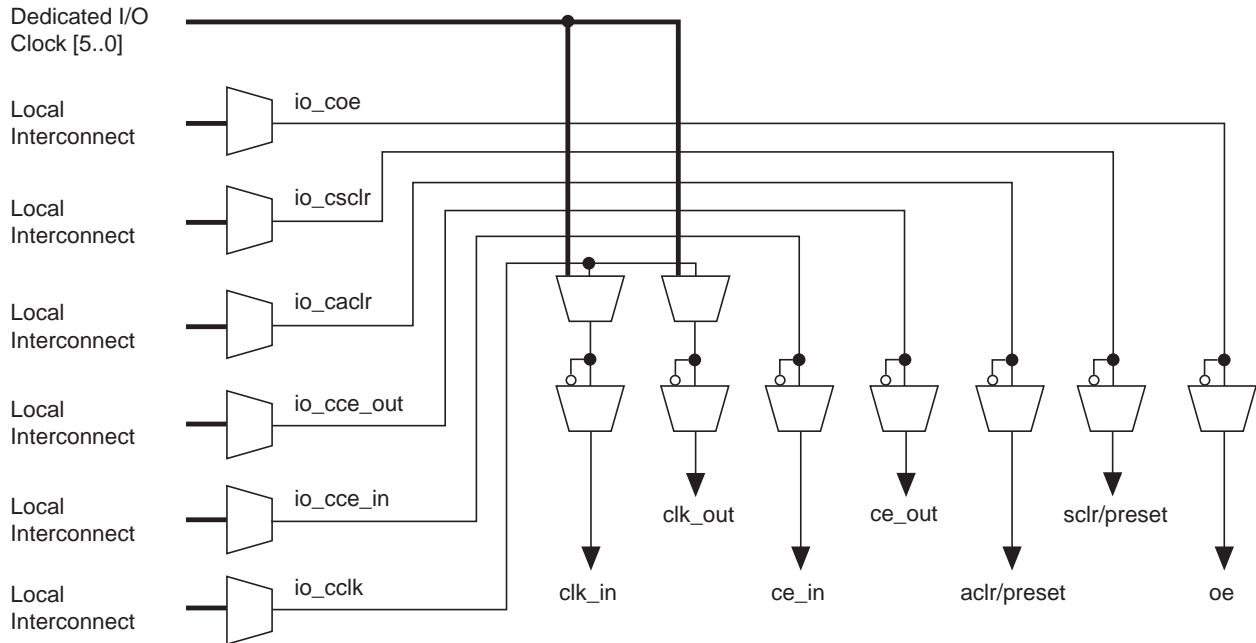 Dedicated I/O
Clock [5..0]
Local
Interconnect
io_coe
Local
Interconnect
io_csclr
Local
Interconnect
io_caclr
Local
Interconnect
io_cce_out
Local
Interconnect
io_cce_in
Local
Interconnect
io_cclk
clk_out
ce_out
sclr/preset
clk_in
ce_in
aclr/preset
oe